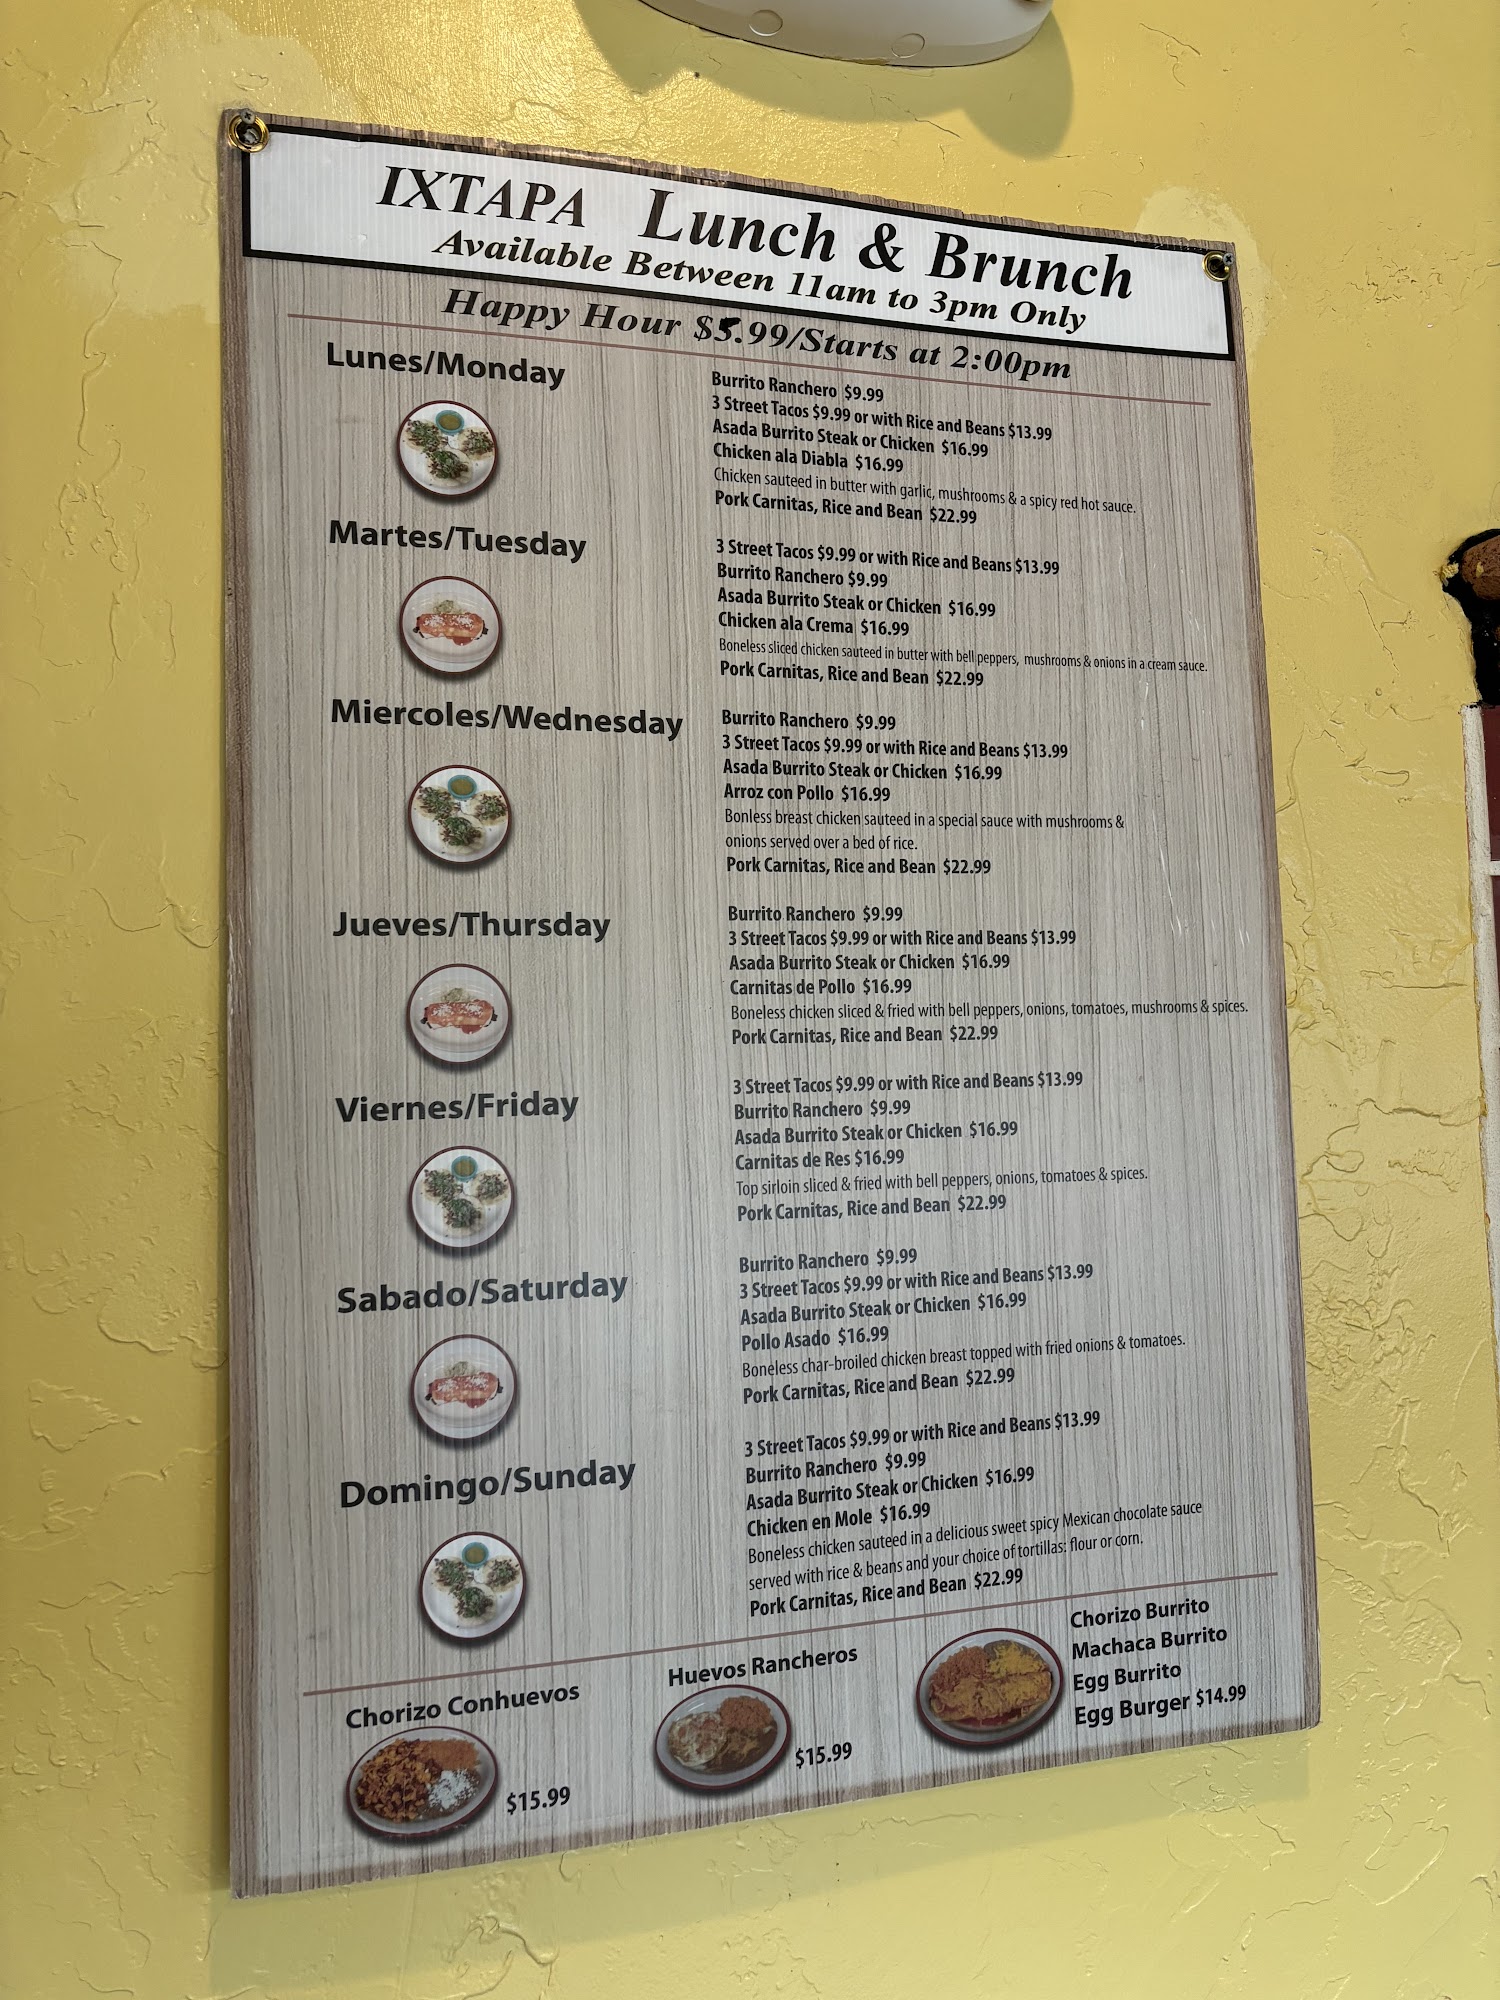 IXTAPA Lunch & Brunch
Available Between 11am to 3pm Only
Happy Hour $5.99/Starts at 2:00pm
Lunes/Monday
Burrito Ranchero $9.99
3 Street Tacos $9.99 or with Rice and Beans $13.99
Asada Burrito Steak or Chicken $16.99
Chicken ala Diabla $16.99
Chicken sauteed in butter with garlic, mushrooms & a spicy red hot sauce.
Pork Carnitas, Rice and Bean $22.99
Martes/Tuesday
3 Street Tacos $9.99 or with Rice and Beans $13.99
Burrito Ranchero $9.99
Asada Burrito Steak or Chicken $16.99
Chicken ala Crema $16.99
Boneless sliced chicken sauteed in butter with bell peppers, mushrooms & onions in a cream sauce.
Pork Carnitas, Rice and Bean $22.99
Miercoles/Wednesday
Burrito Ranchero $9.99
3 Street Tacos $9.99 or with Rice and Beans $13.99
Asada Burrito Steak or Chicken $16.99
Arroz con Pollo $16.99
Bonless breast chicken sauteed in a special sauce with mushrooms &
onions served over a bed of rice.
Pork Carnitas, Rice and Bean $22.99
Jueves/Thursday
Burrito Ranchero $9.99
3 Street Tacos $9.99 or with Rice and Beans $13.99
Asada Burrito Steak or Chicken $16.99
Carnitas de Pollo $16.99
Boneless chicken sliced & fried with bell peppers, onions, tomatoes, mushrooms & spices.
Pork Carnitas, Rice and Bean $22.99
Viernes/Friday
3 Street Tacos $9.99 or with Rice and Beans $13.99
Burrito Ranchero $9.99
Asada Burrito Steak or Chicken $16.99
Carnitas de Res $16.99
Top sirloin sliced & fried with bell peppers, onions, tomatoes & spices.
Pork Carnitas, Rice and Bean $22.99
Sabado/Saturday
Burrito Ranchero $9.99
3 Street Tacos $9.99 or with Rice and Beans $13.99
Asada Burrito Steak or Chicken $16.99
Pollo Asado $16.99
Boneless char-broiled chicken breast topped with fried onions & tomatoes.
Pork Carnitas, Rice and Bean $22.99
Domingo/Sunday
3 Street Tacos $9.99 or with Rice and Beans $13.99
Burrito Ranchero $9.99
Asada Burrito Steak or Chicken $16.99
Chicken en Mole $16.99
Boneless chicken sauteed in a delicious sweet spicy Mexican chocolate sauce
served with rice & beans and your choice of tortillas: flour or corn.
Pork Carnitas, Rice and Bean $22.99
Chorizo Conhuevos
$15.99
Huevos Rancheros
$15.99
Chorizo Burrito
Machaca Burrito
Egg Burrito
Egg Burger $14.99